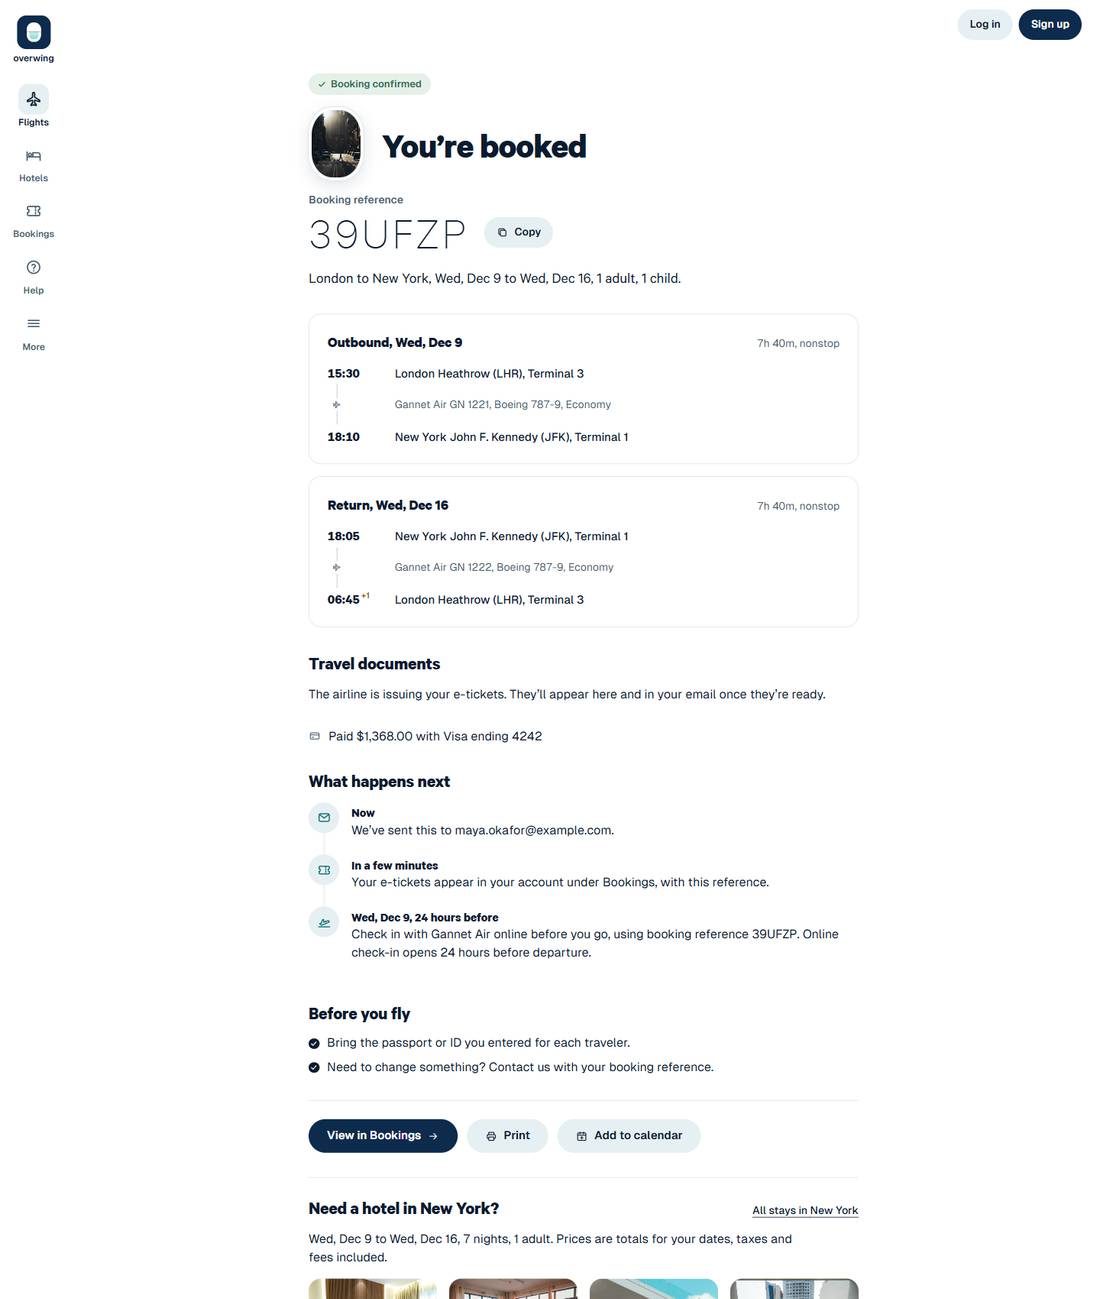 overwing
Flights
Hotels
Bookings
Help
More
Log in
Sign up
Booking confirmed
You’re booked
Booking reference
39UFZP
Copy
London to New York, Wed, Dec 9 to Wed, Dec 16, 1 adult, 1 child.
Outbound, Wed, Dec 9
7h 40m, nonstop
15:30 London Heathrow (LHR), Terminal 3
Gannet Air GN 1221, Boeing 787-9, Economy
18:10 New York John F. Kennedy (JFK), Terminal 1
Return, Wed, Dec 16
7h 40m, nonstop
18:05 New York John F. Kennedy (JFK), Terminal 1
Gannet Air GN 1222, Boeing 787-9, Economy
06:45 +1 London Heathrow (LHR), Terminal 3
Travel documents
The airline is issuing your e-tickets. They’ll appear here and in your email once they’re ready.
Paid $1,368.00 with Visa ending 4242
What happens next
Now
We’ve sent this to maya.okafor@example.com.
In a few minutes
Your e-tickets appear in your account under Bookings, with this reference.
Wed, Dec 9, 24 hours before
Check in with Gannet Air online before you go, using booking reference 39UFZP. Online
check-in opens 24 hours before departure.
Before you fly
Bring the passport or ID you entered for each traveler.
Need to change something? Contact us with your booking reference.
View in Bookings
Print
Add to calendar
Need a hotel in New York?
All stays in New York
Wed, Dec 9 to Wed, Dec 16, 7 nights, 1 adult. Prices are totals for your dates, taxes and
fees included.